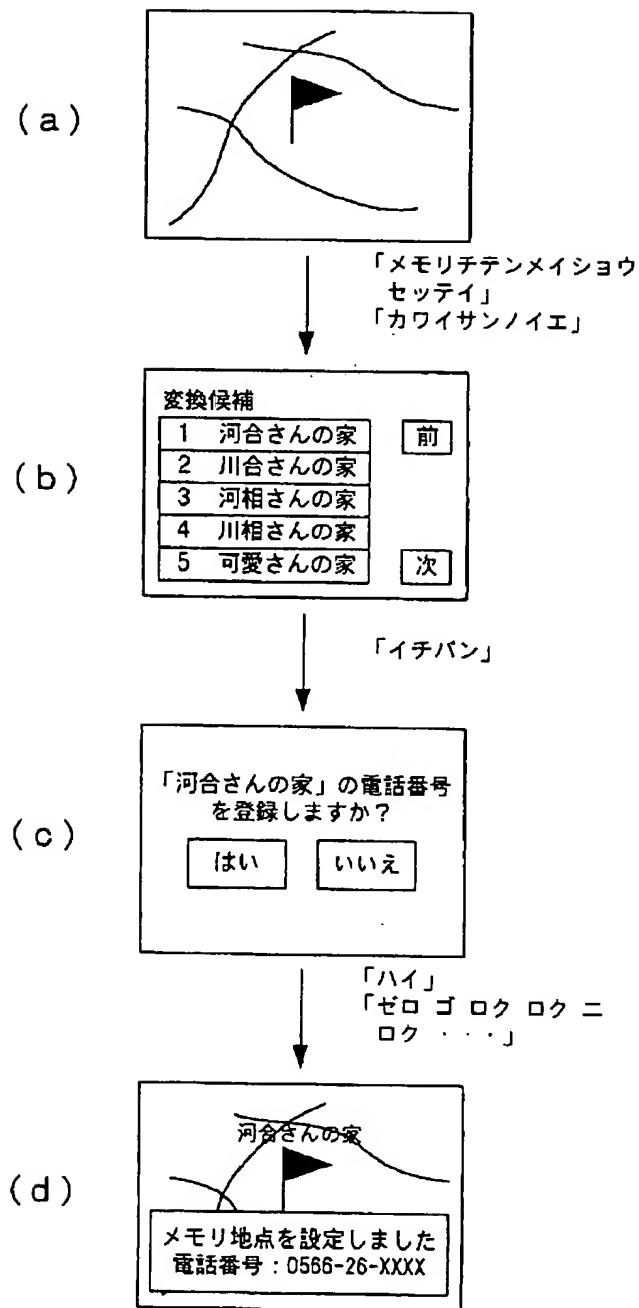 (a)
「メモリチテンメイショウ
セッテイ」
「カワイサンノイエ」
(b)
変換候補
1 河合さんの家
前
2 川合さんの家
3 河相さんの家
4 川相さんの家
5 可愛さんの家
次
「イチバン」
(c)
「河合さんの家」の電話番号
を登録しますか？
はい いいえ
「ハイ」
「ゼロ ゴ ロク ロク ニ
ロク ・・・」
(d)
河合さんの家
メモリ地点を設定しました
電話番号：0566-26-XXXX